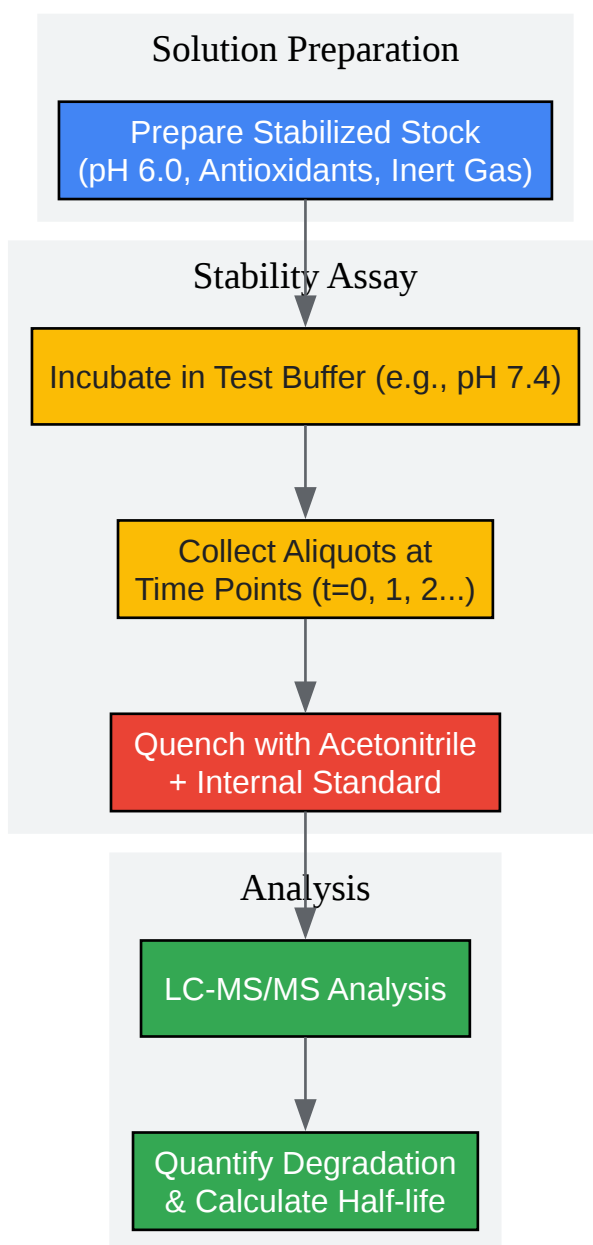 Solution Preparation
Prepare Stabilized Stock
(pH 6.0, Antioxidants, Inert Gas)
Stability Assay
Incubate in Test Buffer (e.g., pH 7.4)
Collect Aliquots at
Time Points (t=0, 1, 2...)
Quench with Acetonitrile
+ Internal Standard
Analysis
LC-MS/MS Analysis
Quantify Degradation
& Calculate Half-life